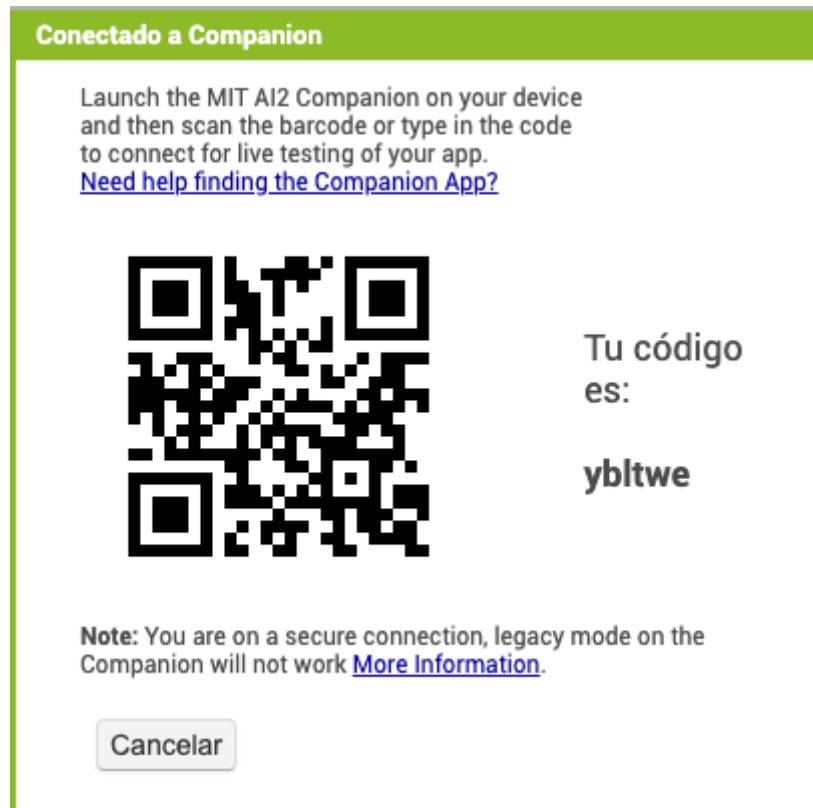 Conectado a Companion
Launch the MIT AI2 Companion on your device
and then scan the barcode or type in the code
to connect for live testing of your app.
Need help finding the Companion App?
Tu código
es:
ybltwe
Note: You are on a secure connection, legacy mode on the
Companion will not work More Information.
Cancelar